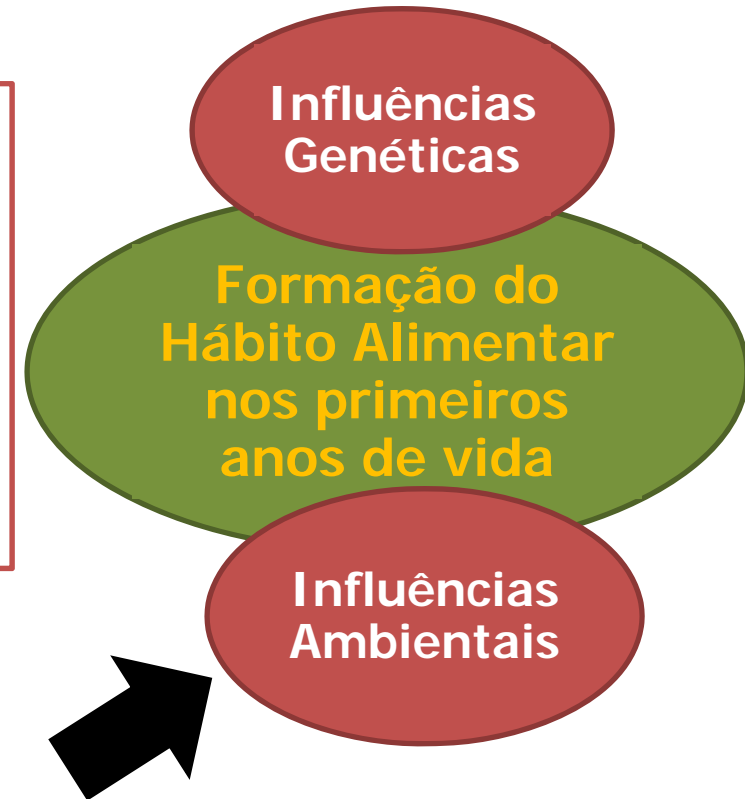 Influências
Genéticas
Formação do
Hábito Alimentar
nos primeiros
anos de vida
Influências
Ambientais